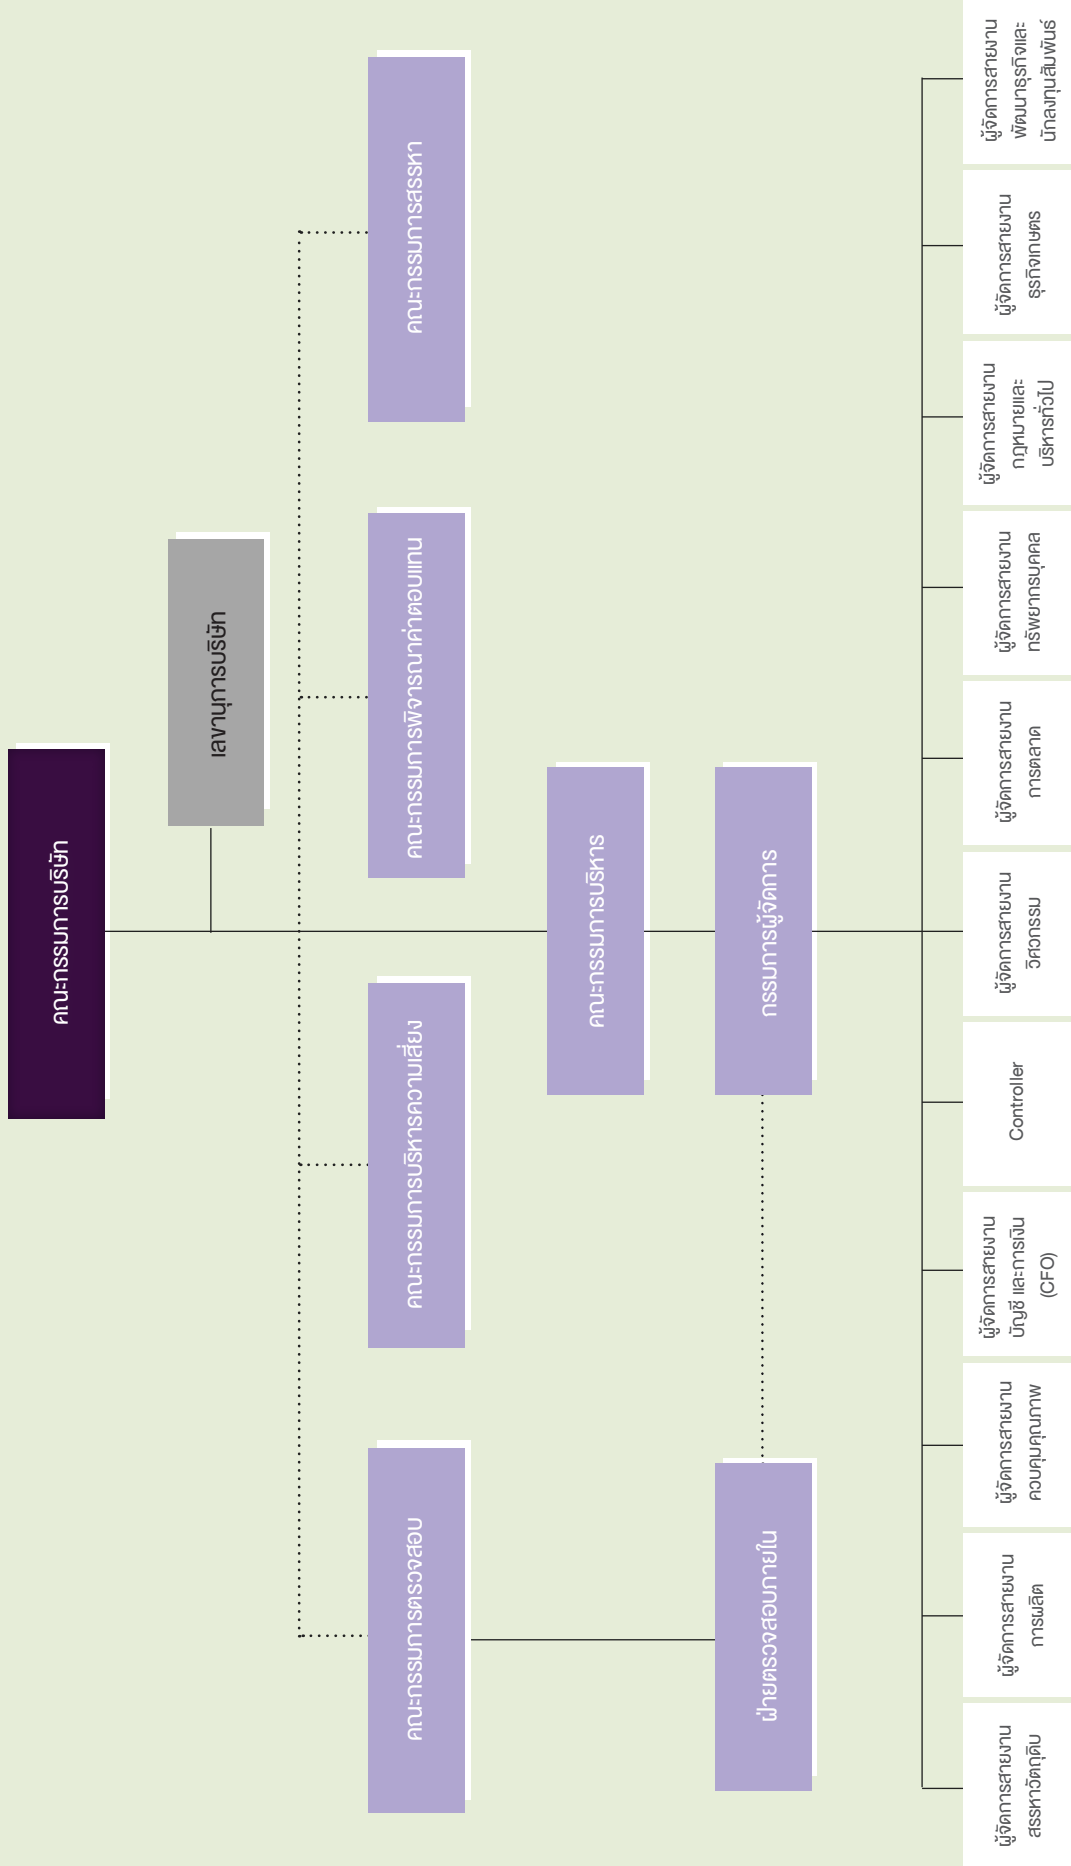 คณะกรรมการบริษัท
เลขานุการบริษัท
คณะกรรมการตรวจสอบ
คณะกรรมการบริหารความเสี่ยง
คณะกรรมการพิจารณาค่าตอบแทน
คณะกรรมการสรรหา
คณะกรรมการบริหาร
ฝ่ายตรวจสอบภายใน
กรรมการผู้จัดการ
ผู้จัดการสายงาน
สรรหาวัตถุดิบ
ผู้จัดการสายงาน
การผลิต
ผู้จัดการสายงาน
ควบคุมคุณภาพ
ผู้จัดการสายงาน
บัญชี และการเงิน
(CFO)
Controller
ผู้จัดการสายงาน
วิศวกรรม
ผู้จัดการสายงาน
การตลาด
ผู้จัดการสายงาน
ทรัพยากรบุคคล
ผู้จัดการสายงาน
กฎหมายและ
บริหารทั่วไป
ผู้จัดการสายงาน
ธุรกิจเกษตร
ผู้จัดการสายงาน
พัฒนาธุรกิจและ
นักลงทุนสัมพันธ์